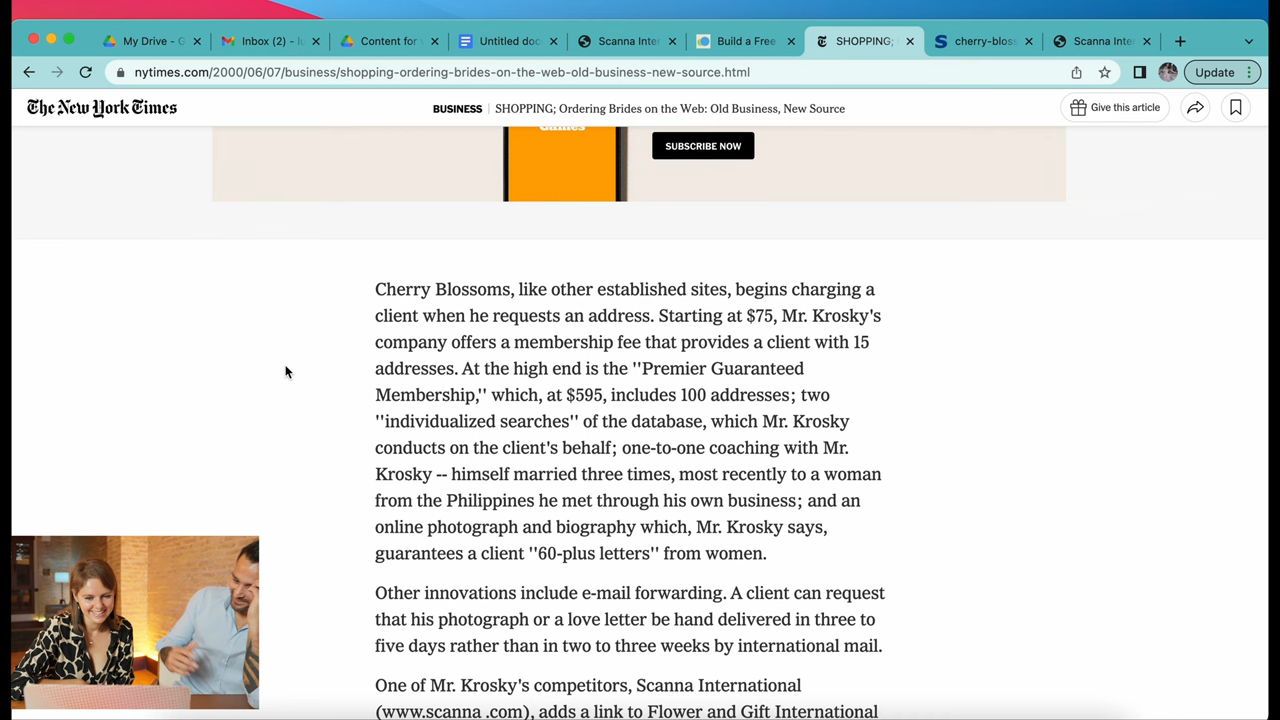 My Drive - G
Inbox (2) - lu
Content for
Untitled doc
Scanna Inter
Build a Free
SHOPPING;
cherry-bloss
Scanna Inter
nytimes.com/2000/06/07/business/shopping-ordering-brides-on-the-web-old-business-new-source.html
Update
The New York Times
BUSINESS
SHOPPING; Ordering Brides on the Web: Old Business, New Source
Give this article
Games
SUBSCRIBE NOW
Cherry Blossoms, like other established sites, begins charging a
client when he requests an address. Starting at $75, Mr. Krosky's
company offers a membership fee that provides a client with 15
addresses. At the high end is the ''Premier Guaranteed
Membership,'' which, at $595, includes 100 addresses; two
''individualized searches'' of the database, which Mr. Krosky
conducts on the client's behalf; one-to-one coaching with Mr.
Krosky -- himself married three times, most recently to a woman
from the Philippines he met through his own business; and an
online photograph and biography which, Mr. Krosky says,
guarantees a client ''60-plus letters'' from women.
Other innovations include e-mail forwarding. A client can request
that his photograph or a love letter be hand delivered in three to
five days rather than in two to three weeks by international mail.
One of Mr. Krosky's competitors, Scanna International
(www.scanna .com), adds a link to Flower and Gift International